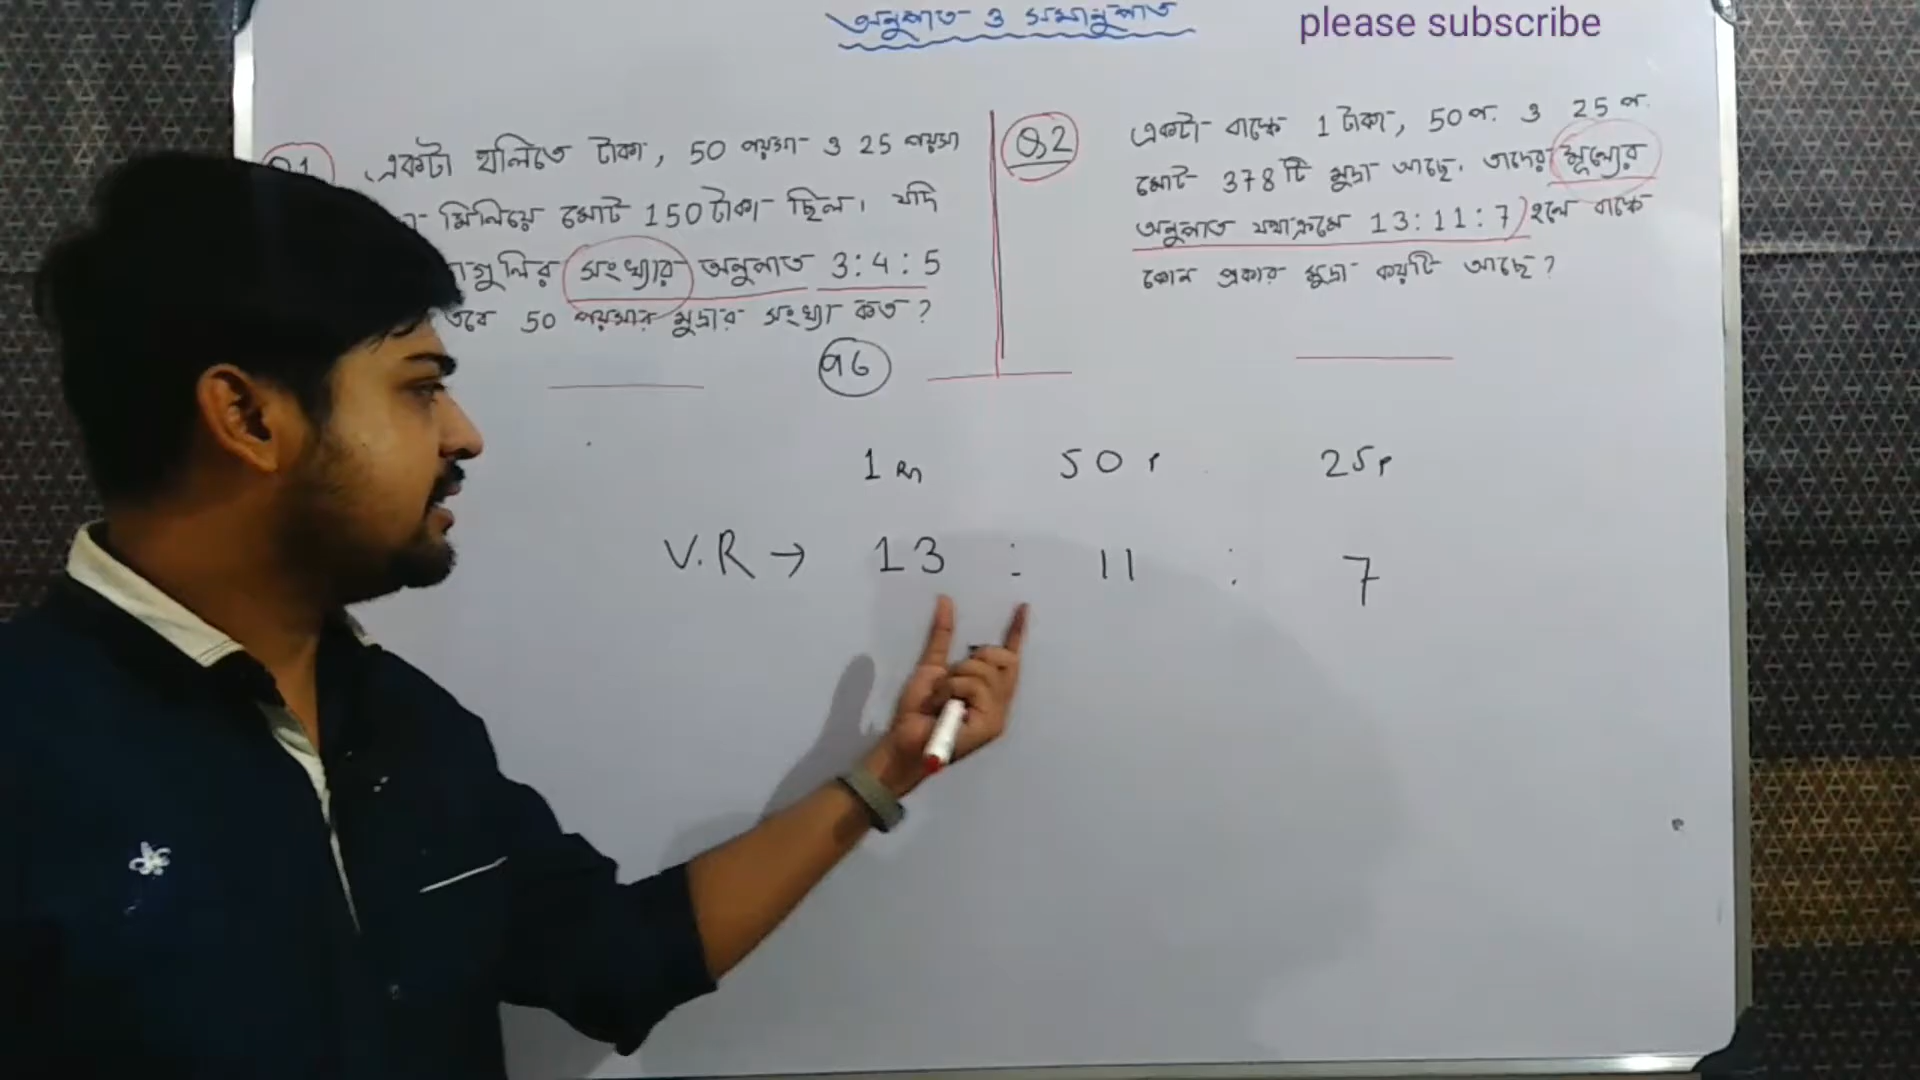 অনুপাত ও সমানুপাত
please subscribe
Q1
একটা থলিতে টাকা, 50 পয়সা ও 25 পয়সা
মিলিয়ে মোট 150 টাকা ছিল। যদি
গুলির সংখ্যার অনুপাত 3:4:5
তবে 50 পয়সার মুদ্রার সংখ্যা কত?
96
Q2
একটা বাক্সে 1 টাকা, 50 প. ও 25 প.
মোট 378 টি মুদ্রা আছে. তাদের মূল্যের
অনুপাত যথাক্রমে 13:11:7 হলে বাক্সে
কোন প্রকার মুদ্রা কয়টি আছে?
1 Rs 50 P 25 P
V.R → 13 : 11 : 7